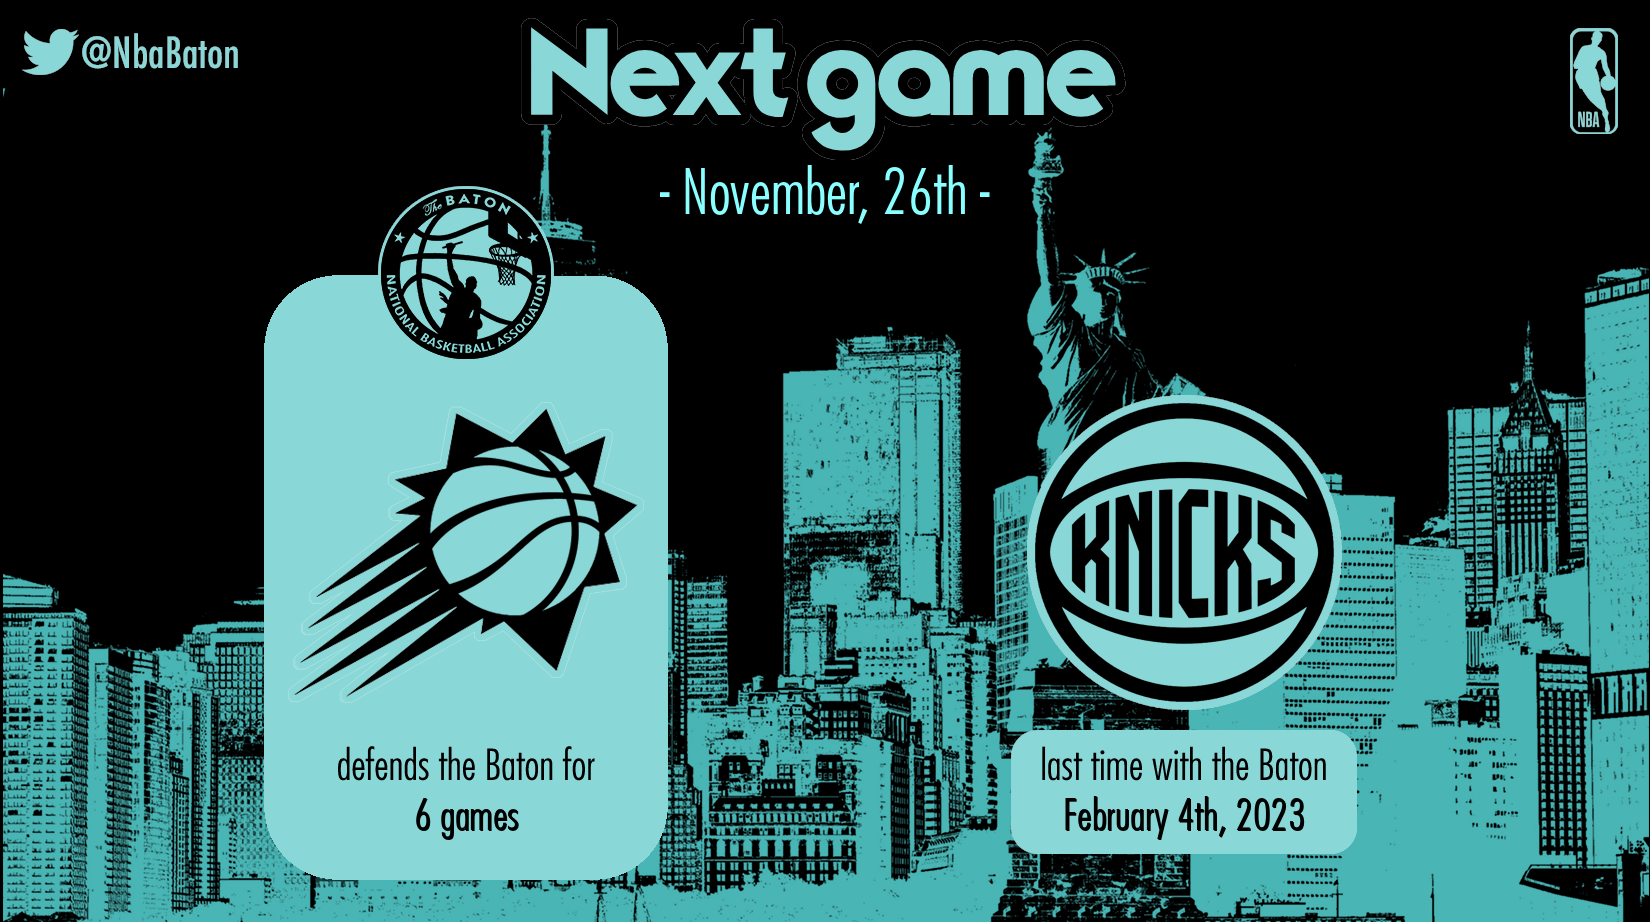 @NbaBaton
Next game
NBA
- November, 26th -
The BATON
NATIONAL BASKETBALL ASSOCIATION
KNICKS
defends the Baton for
6 games
last time with the Baton
February 4th, 2023